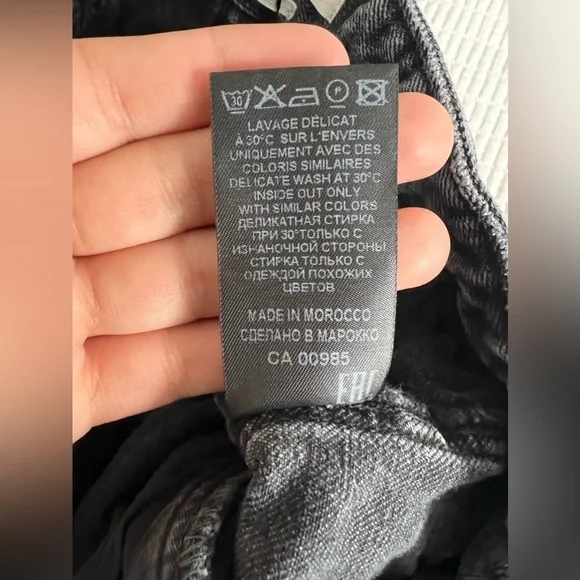 30 P
LAVAGE DÉLICAT
À 30°C SUR L'ENVERS
UNIQUEMENT AVEC DES
COLORIS SIMILAIRES
DELICATE WASH AT 30°C
INSIDE OUT ONLY
WITH SIMILAR COLORS
ДЕЛИКАТНАЯ СТИРКА
ПРИ 30°ТОЛЬКО С
ИЗНАНОЧНОЙ СТОРОНЫ
СТИРКА ТОЛЬКО С
ОДЕЖДОЙ ПОХОЖИХ
ЦВЕТОВ
MADE IN MOROCCO
СДЕЛАНО В МАРОККО
CA 00985
EAC